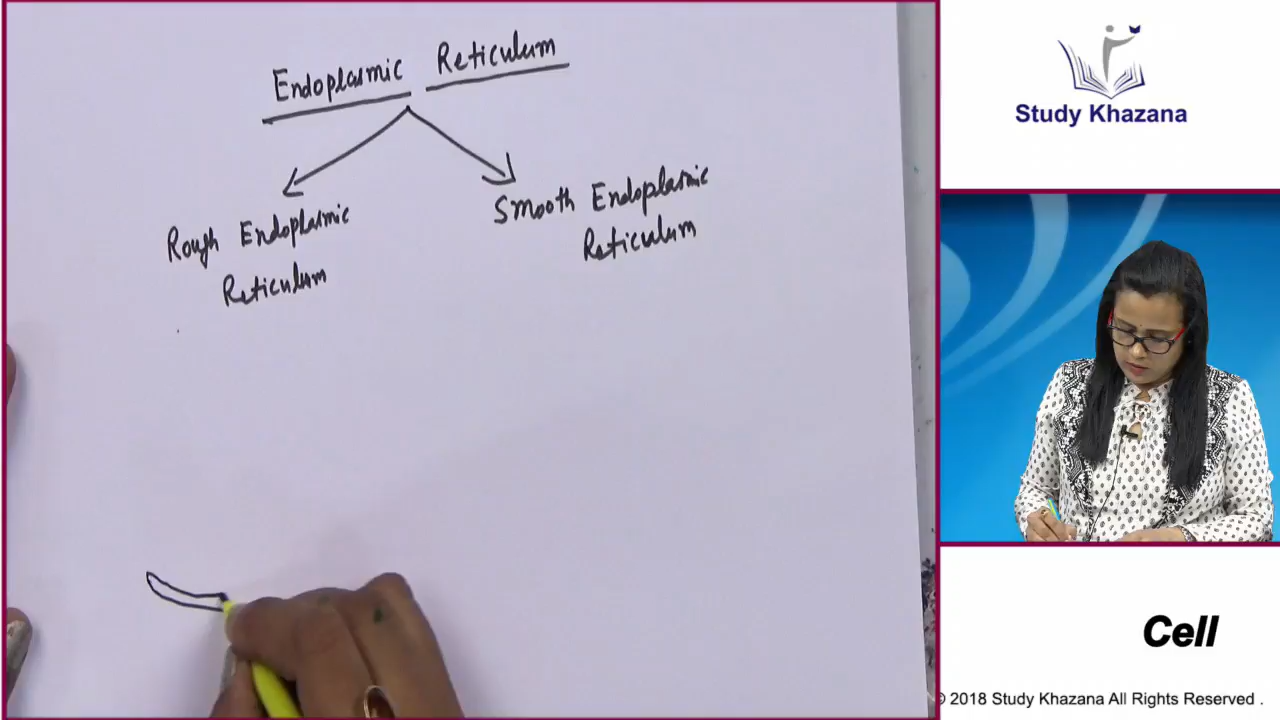 Endoplasmic Reticulum
Rough Endoplasmic
Reticulum
Smooth Endoplasmic
Reticulum
Study Khazana
Cell
© 2018 Study Khazana All Rights Reserved .